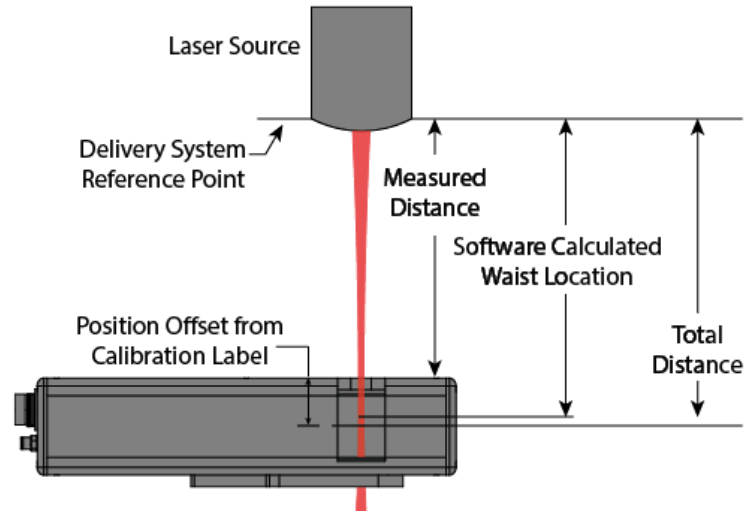 Laser Source
Delivery System
Reference Point
Measured
Distance
Software Calculated
Waist Location
Position Offset from
Calibration Label
Total
Distance